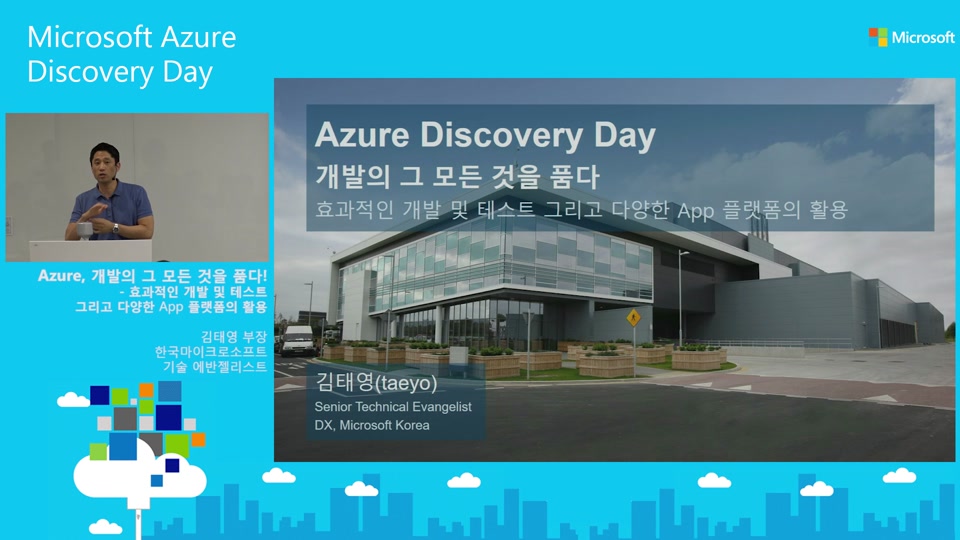 Microsoft Azure
Discovery Day
Microsoft
Azure Discovery Day
개발의 그 모든 것을 품다
효과적인 개발 및 테스트 그리고 다양한 App 플랫폼의 활용
Azure, 개발의 그 모든 것을 품다!
- 효과적인 개발 및 테스트
그리고 다양한 App 플랫폼의 활용
김태영 부장
한국마이크로소프트
기술 에반젤리스트
김태영(taeyo)
Senior Technical Evangelist
DX, Microsoft Korea